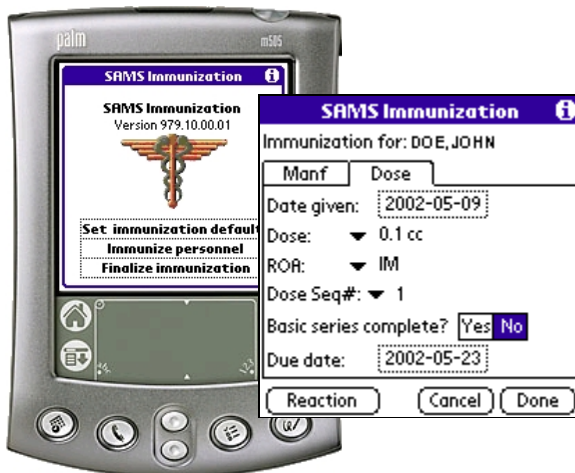 palm
m505
SAMS Immunization
SAMS Immunization
Version 979.10.00.01
Set immunization default
Immunize personnel
Finalize immunization
ABC
123
SAMS Immunization
Immunization for: DOE, JOHN
Manf Dose
Date given: 2002-05-09
Dose: 0.1 cc
ROA: IM
Dose Seq#: 1
Basic series complete? Yes No
Due date: 2002-05-23
Reaction Cancel Done